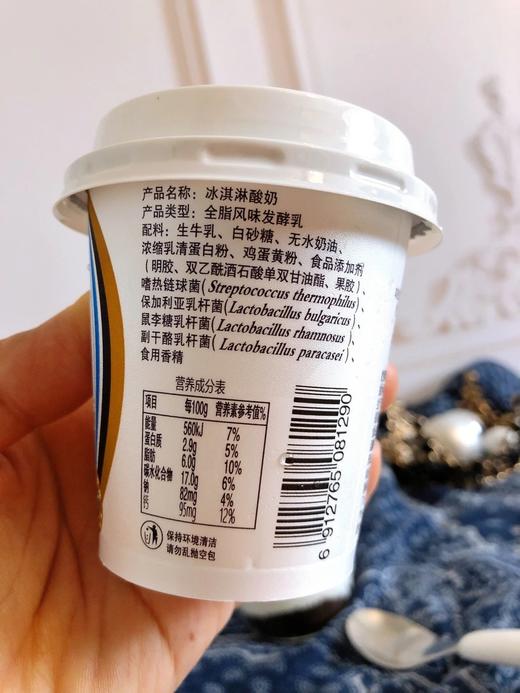 产品名称：冰淇淋酸奶
产品类型：全脂风味发酵乳
配料：生牛乳、白砂糖、无水奶油、
浓缩乳清蛋白粉、鸡蛋黄粉、食品添加剂
(明胶、双乙酰酒石酸单双甘油酯、果胶)、
嗜热链球菌(Streptococcus thermophilus)、
保加利亚乳杆菌(Lactobacillus bulgaricus)、
鼠李糖乳杆菌(Lactobacillus rhamnosus)、
副干酪乳杆菌(Lactobacillus paracasei)、
食用香精
营养成分表
项目 每100g 营养素参考值%
能量 560kJ 7%
蛋白质 2.9g 5%
脂肪 6.0g 10%
碳水化合物 17.0g 6%
钠 82mg 4%
钙 95mg 12%
保持环境清洁
请勿乱抛空包
6 912765 081290